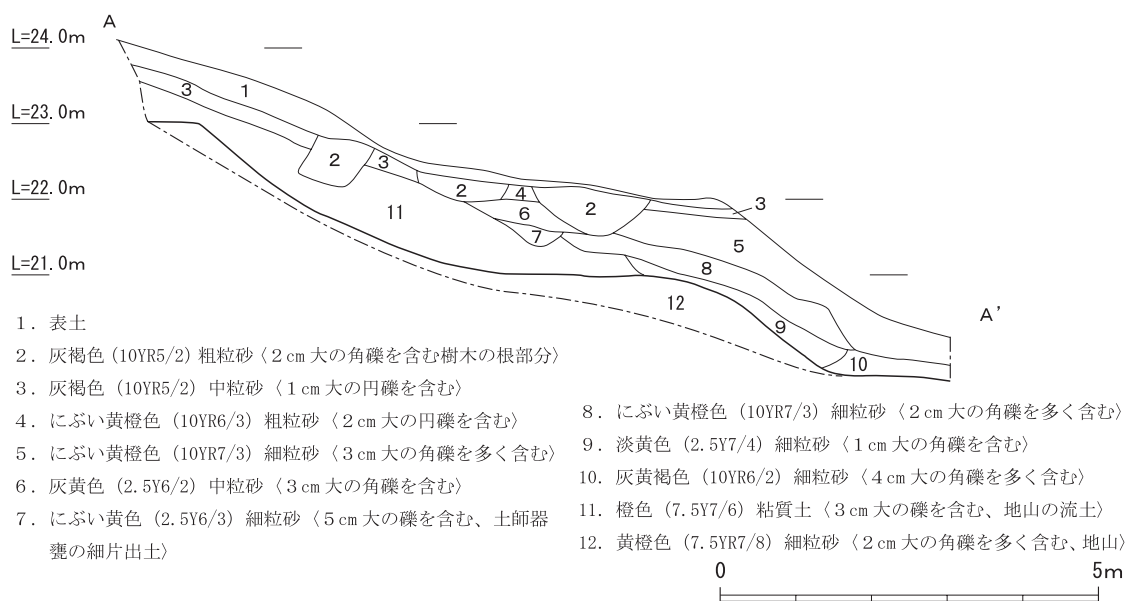 A
L=24.0m
L=23.0m
L=22.0m
L=21.0m
A’
1
3
2
3
2
4
2
3
6
7
5
11
8
12
9
10
1．表土
2．灰褐色（10YR5/2）粗粒砂〈２cm大の角礫を含む樹木の根部分〉
3．灰褐色（10YR5/2）中粒砂〈１cm大の円礫を含む〉
4．にぶい黄橙色（10YR6/3）粗粒砂〈２cm大の円礫を含む〉
5．にぶい黄橙色（10YR7/3）細粒砂〈３cm大の角礫を多く含む〉
6．灰黄色（2.5Y6/2）中粒砂〈３cm大の角礫を含む〉
7．にぶい黄色（2.5Y6/3）細粒砂〈５cm大の礫を含む、土師器
甕の細片出土〉
8．にぶい黄橙色（10YR7/3）細粒砂〈２cm大の角礫を多く含む〉
9．淡黄色（2.5Y7/4）細粒砂〈１cm大の角礫を含む〉
10．灰黄褐色（10YR6/2）細粒砂〈４cm大の角礫を多く含む〉
11．橙色（7.5Y7/6）粘質土〈３cm大の礫を含む、地山の流土〉
12．黄橙色（7.5YR7/8）細粒砂〈２cm大の角礫を多く含む、地山〉
0 5m